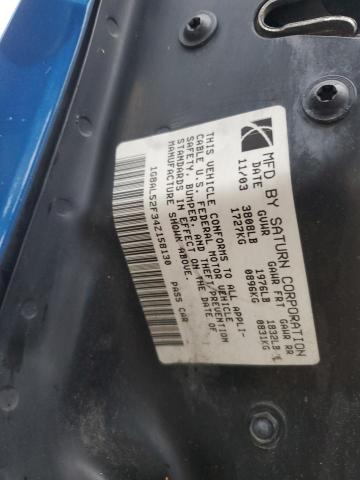 MFD BY SATURN CORPORATION
DATE GVWR GAWR FRT GAWR RR
11/03 3808LB 1976LB 1832LB
1727KG 0896KG 0831KG
THIS VEHICLE CONFORMS TO ALL APPLI-
CABLE U.S. FEDERAL MOTOR VEHICLE
SAFETY, BUMPER, AND THEFT PREVENTION
STANDARDS IN EFFECT ON THE DATE OF
MANUFACTURE SHOWN ABOVE.
1G8AL52F34Z158130 PASS CAR